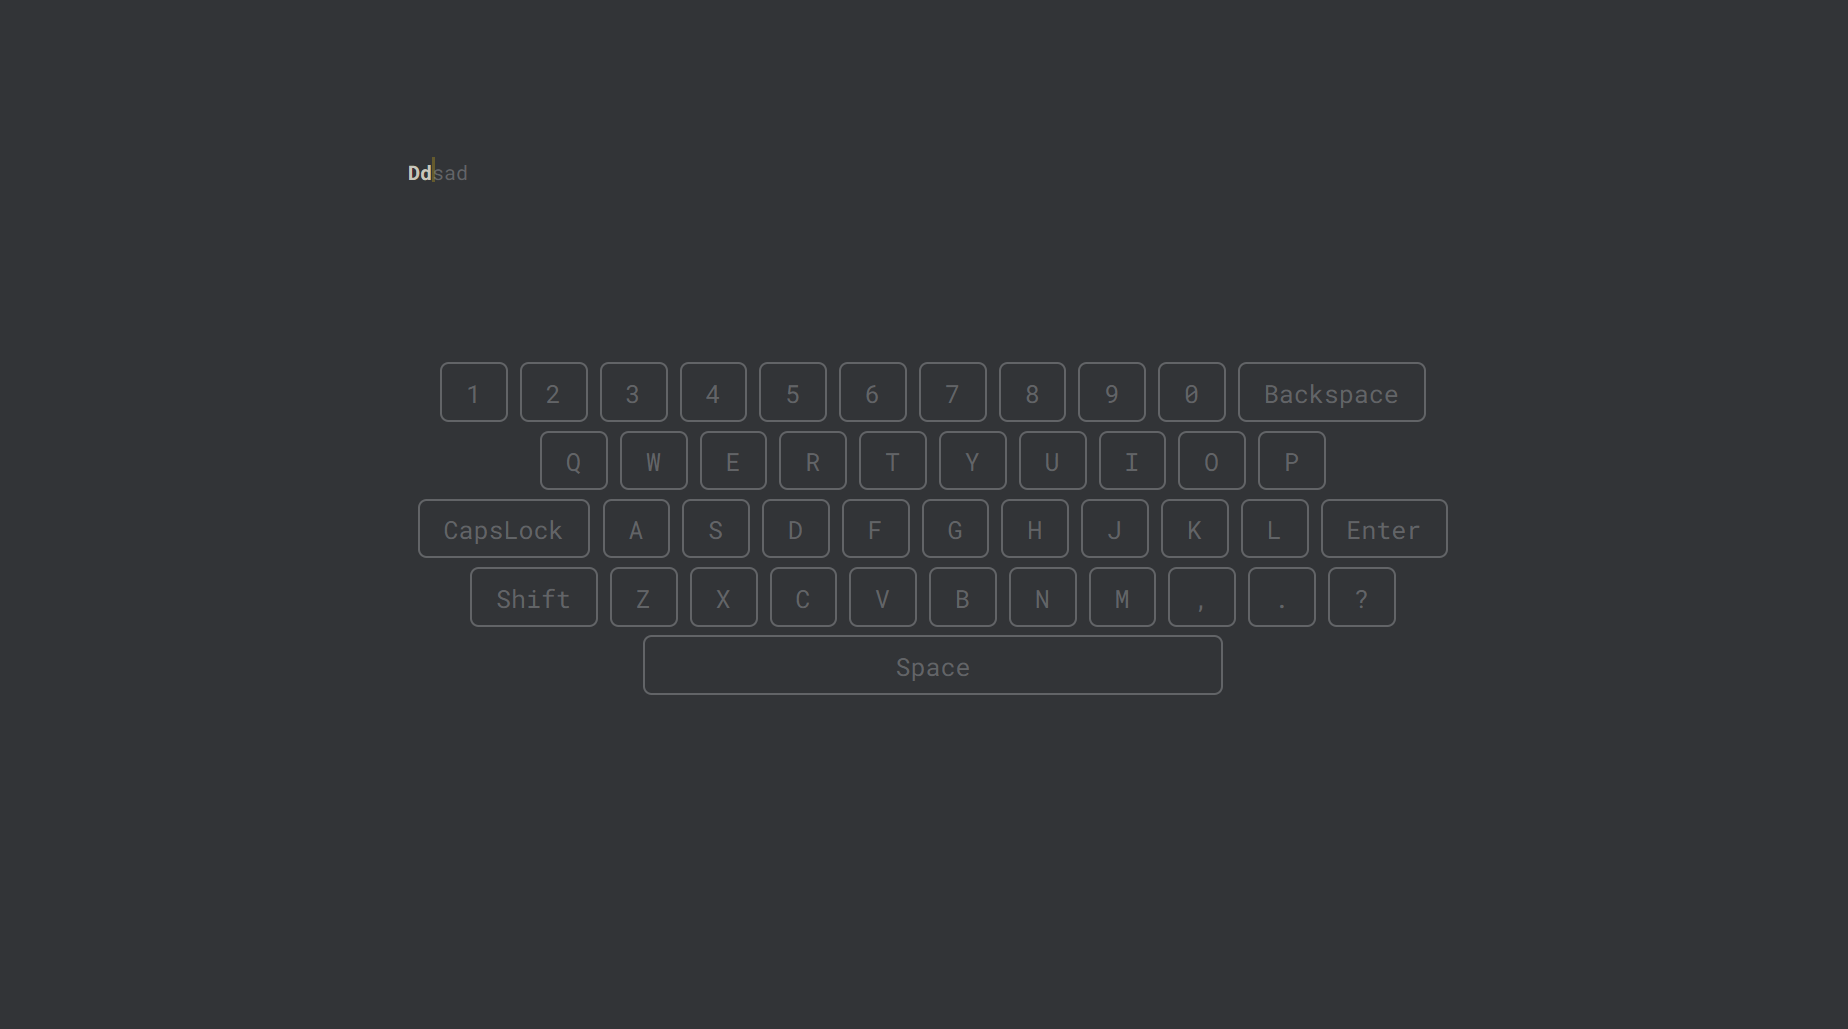 Ddsad
1 2 3 4 5 6 7 8 9 0 Backspace
Q W E R T Y U I O P
CapsLock A S D F G H J K L Enter
Shift Z X C V B N M , . ?
Space